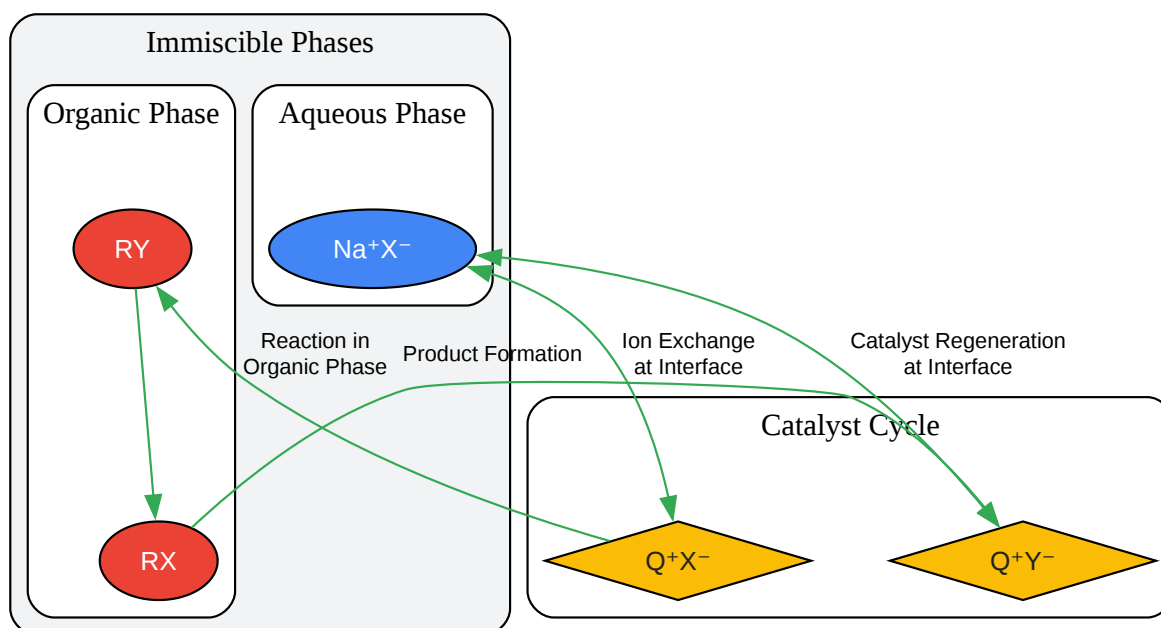 Immiscible Phases
Organic Phase
Aqueous Phase
RY
Na⁺X⁻
Reaction in
Organic Phase
Product Formation
Ion Exchange
at Interface
Catalyst Regeneration
at Interface
Catalyst Cycle
RX
Q⁺X⁻
Q⁺Y⁻